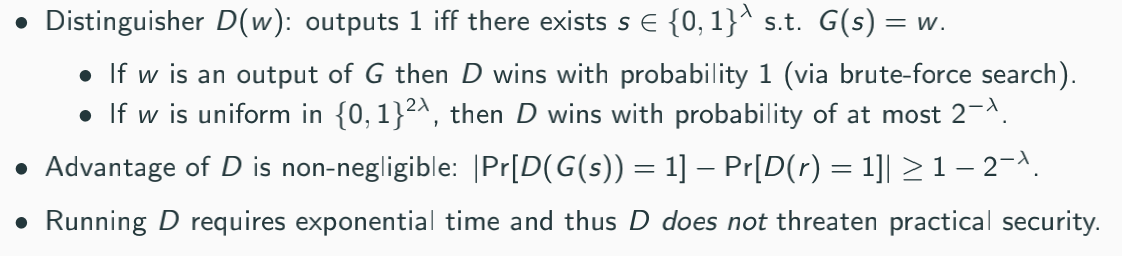 • Distinguisher D(w): outputs 1 iff there exists s ∈ {0, 1}^λ s.t. G(s) = w.
• If w is an output of G then D wins with probability 1 (via brute-force search).
• If w is uniform in {0, 1}^{2λ}, then D wins with probability of at most 2^{−λ}.
• Advantage of D is non-negligible: |Pr[D(G(s)) = 1] − Pr[D(r) = 1]| ≥ 1 − 2^{−λ}.
• Running D requires exponential time and thus D does not threaten practical security.